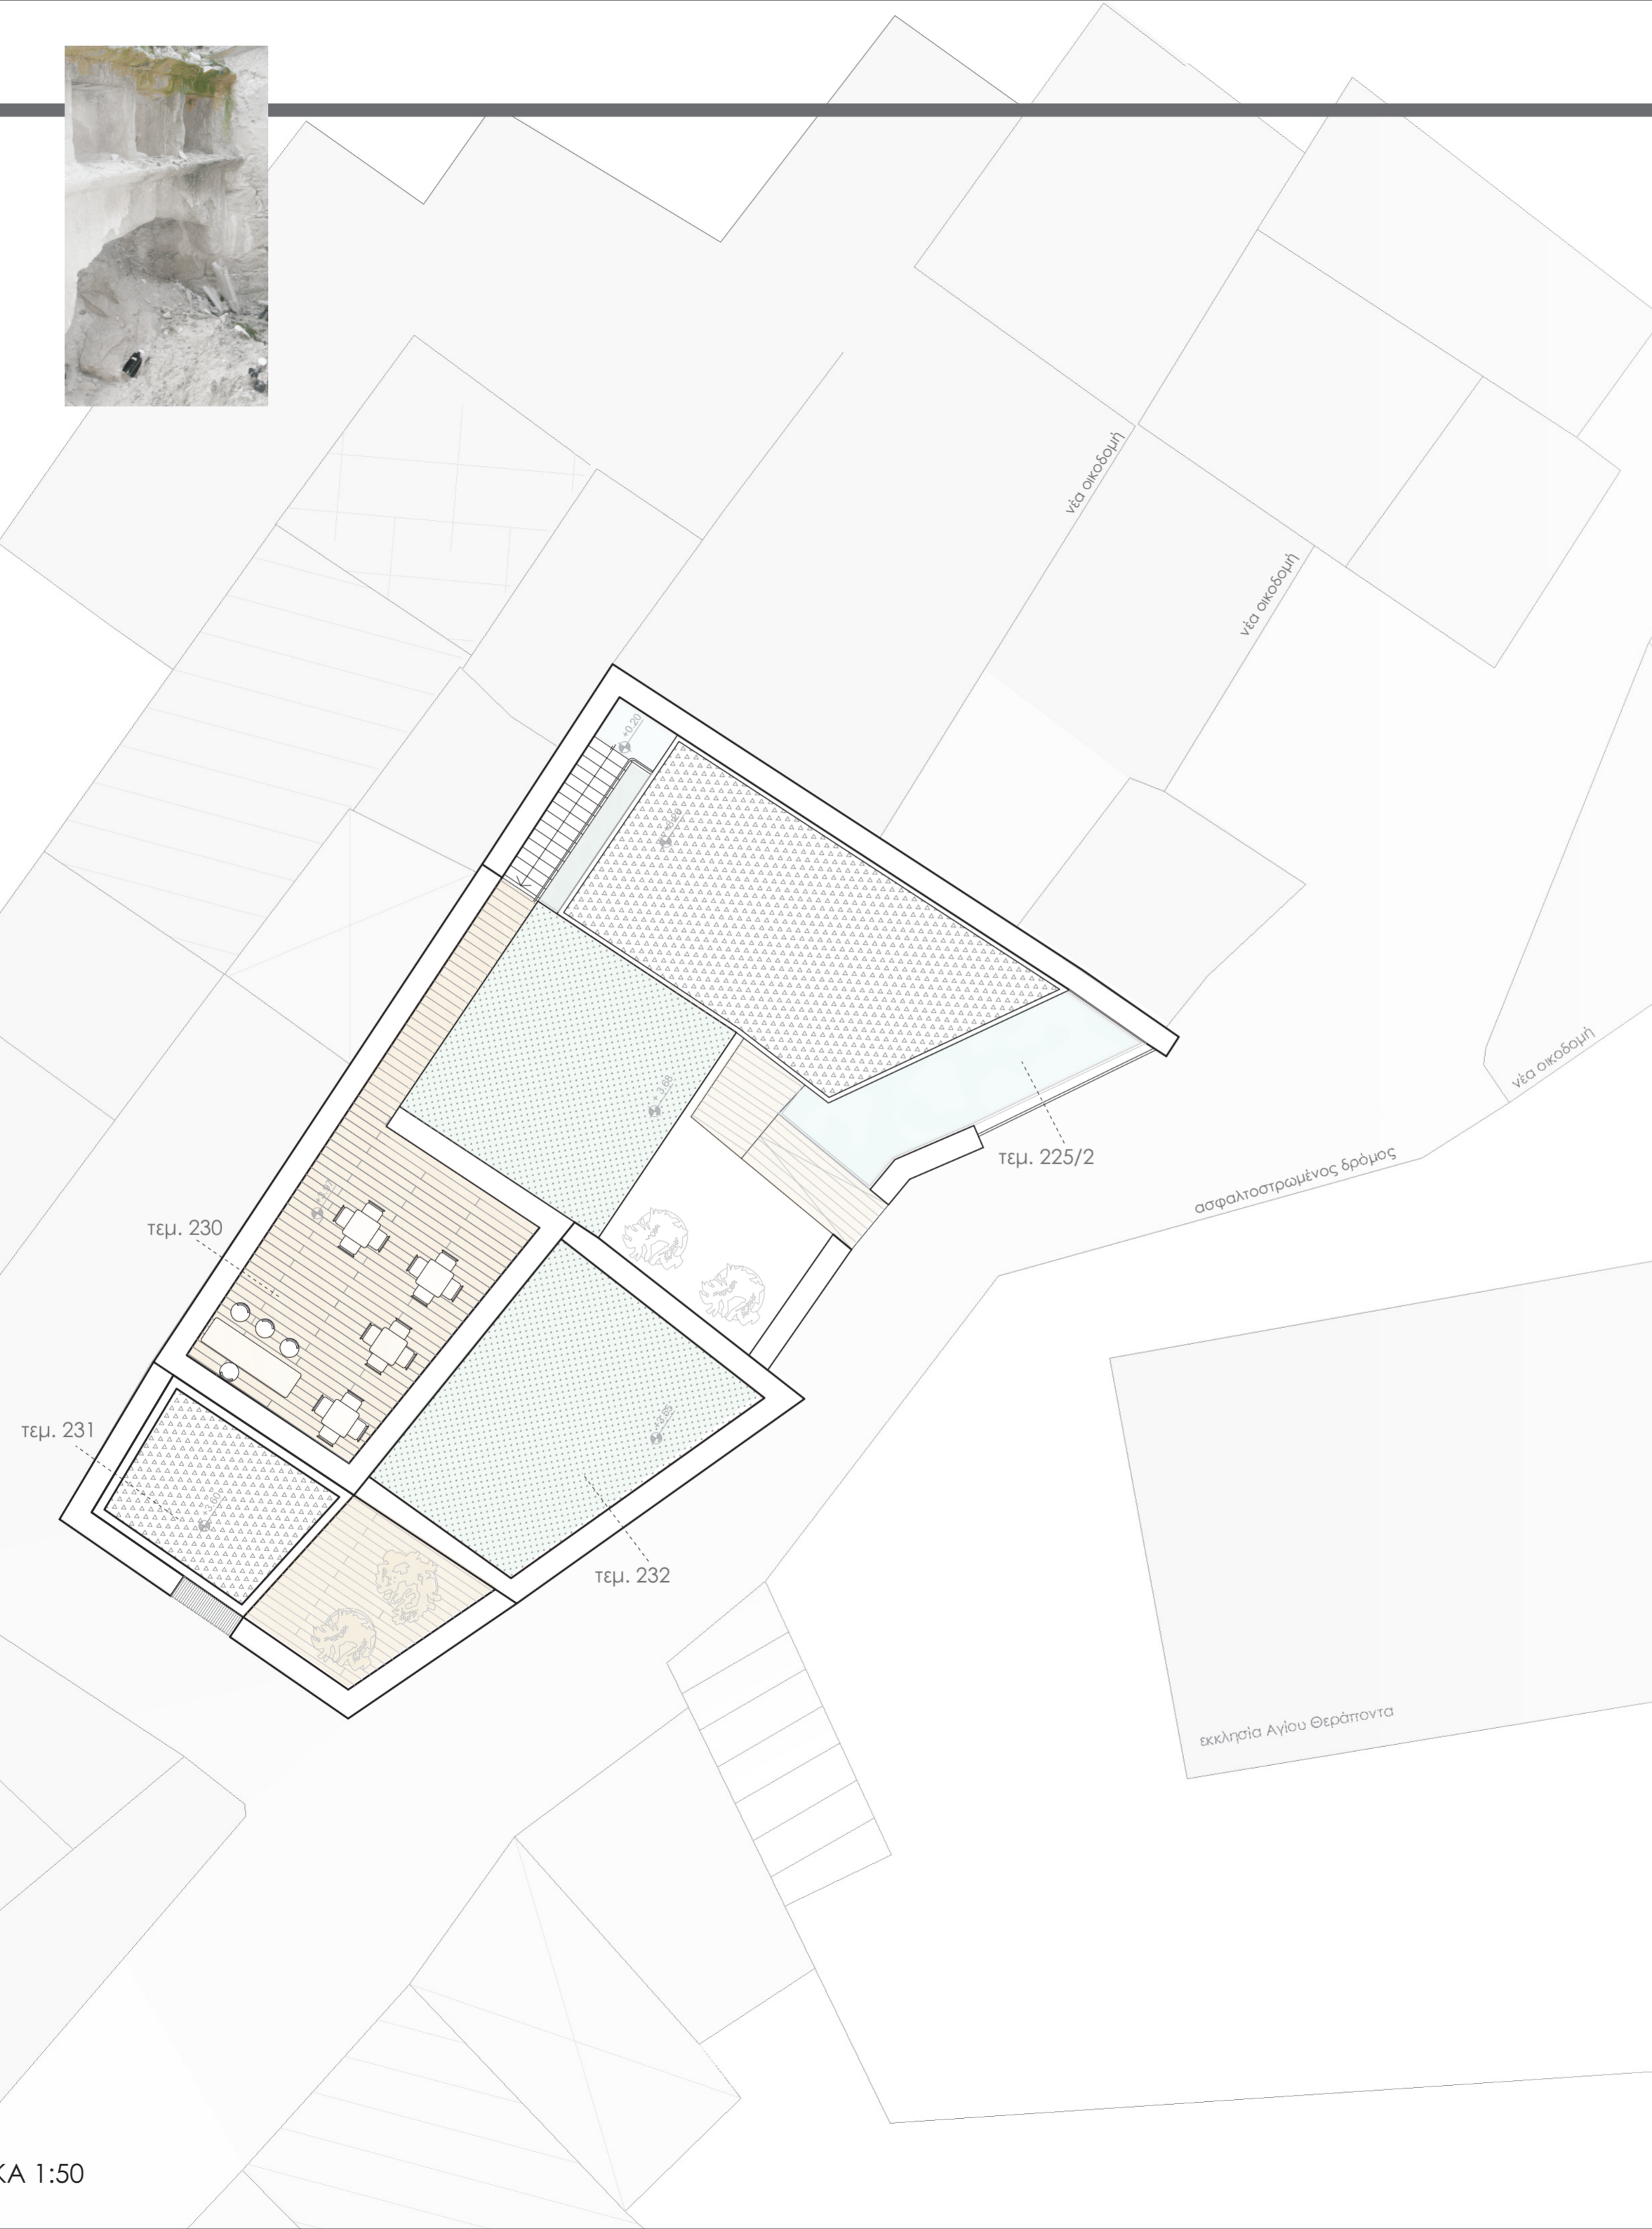 νέα οικοδομή
νέα οικοδομή
+0.20
νέα οικοδομή
τεμ. 225/2
ασφαλτοστρωμένος δρόμος
τεμ. 230
τεμ. 231
τεμ. 232
εκκλησία Αγίου Θεράποντα
ΚΑ 1:50